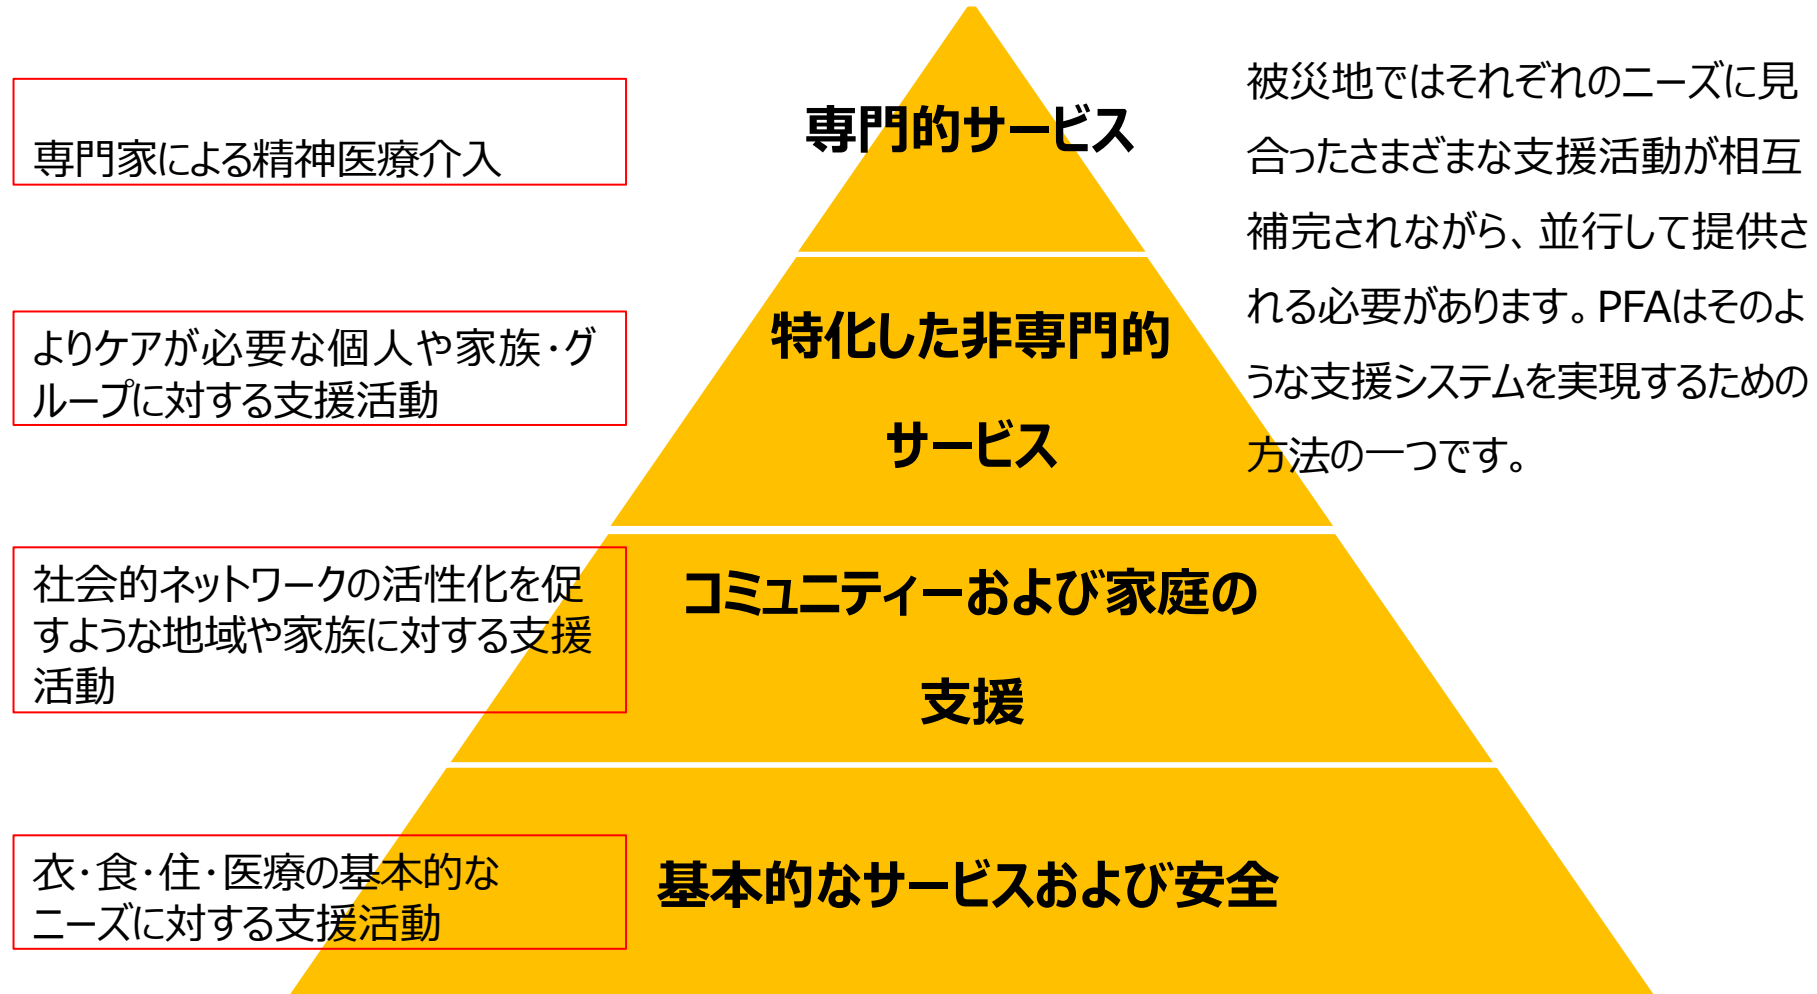 専門家による精神医療介入
よりケアが必要な個人や家族・グ
ループに対する支援活動
社会的ネットワークの活性化を促
すような地域や家族に対する支援
活動
衣・食・住・医療の基本的な
ニーズに対する支援活動
専門的サービス
特化した非専門的
サービス
コミュニティーおよび家庭の
支援
基本的なサービスおよび安全
被災地ではそれぞれのニーズに見
合ったさまざまな支援活動が相互
補完されながら、並行して提供さ
れる必要があります。PFAはそのよ
うな支援システムを実現するための
方法の一つです。